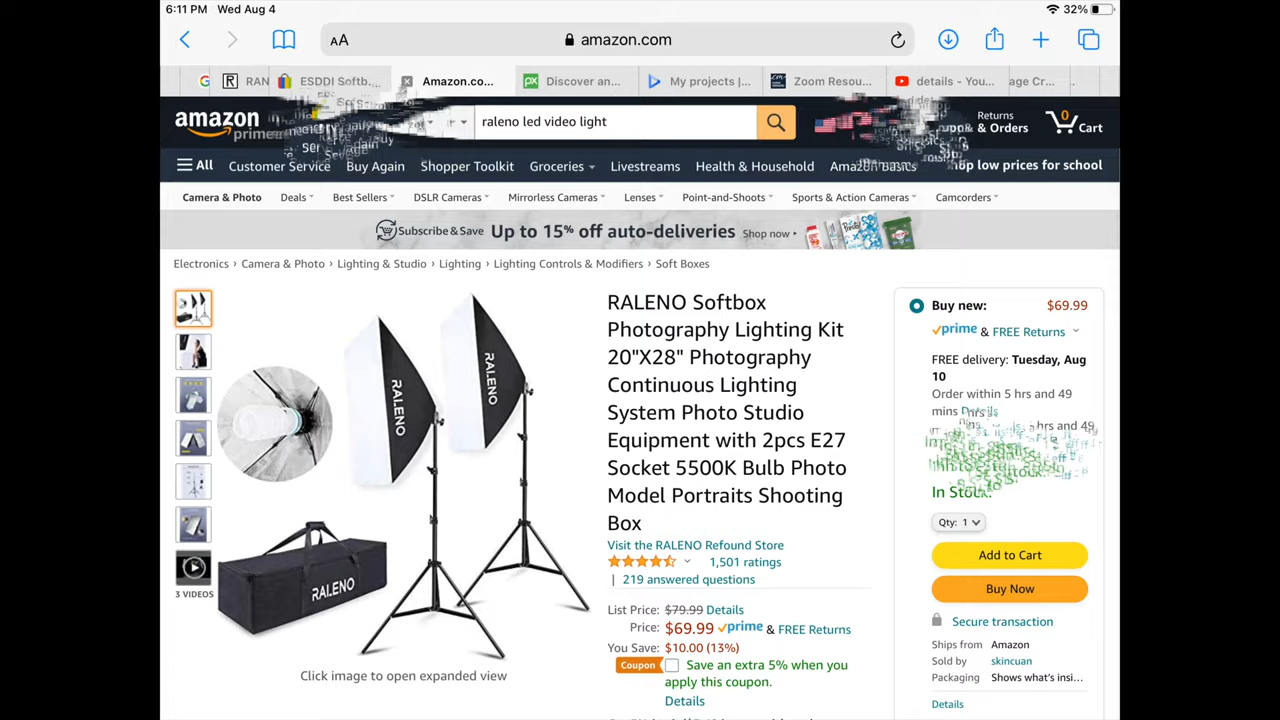 6:11 PM Wed Aug 4
32%
AA
amazon.com
RAN
ESDDI Softb...
Amazon.co...
Discover an...
My projects |...
Zoom Resou...
details - You...
age Cr...
amazon
prime
raleno led video light
Returns
& Orders
0
Cart
All
Customer Service
Buy Again
Shopper Toolkit
Groceries
Livestreams
Health & Household
Amazon Basics
hop low prices for school
Camera & Photo
Deals
Best Sellers
DSLR Cameras
Mirrorless Cameras
Lenses
Point-and-Shoots
Sports & Action Cameras
Camcorders
Subscribe & Save
Up to 15% off auto-deliveries
Shop now
Electronics › Camera & Photo › Lighting & Studio › Lighting › Lighting Controls & Modifiers › Soft Boxes
RALENO
RALENO
RALENO
3 VIDEOS
Click image to open expanded view
RALENO Softbox
Photography Lighting Kit
20"X28" Photography
Continuous Lighting
System Photo Studio
Equipment with 2pcs E27
Socket 5500K Bulb Photo
Model Portraits Shooting
Box
Visit the RALENO Refound Store
1,501 ratings
| 219 answered questions
List Price: $79.99 Details
Price: $69.99 prime & FREE Returns
You Save: $10.00 (13%)
Coupon Save an extra 5% when you
apply this coupon.
Details
Buy new: $69.99
prime & FREE Returns
FREE delivery: Tuesday, Aug
10
Order within 5 hrs and 49
mins Details
In Stock.
Qty: 1
Add to Cart
Buy Now
Secure transaction
Ships from Amazon
Sold by skincuan
Packaging Shows what's insi...
Details